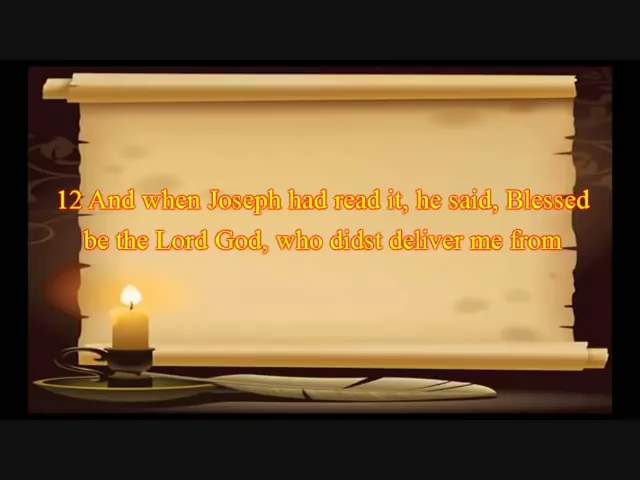 12 And when Joseph had read it, he said, Blessed
be the Lord God, who didst deliver me from